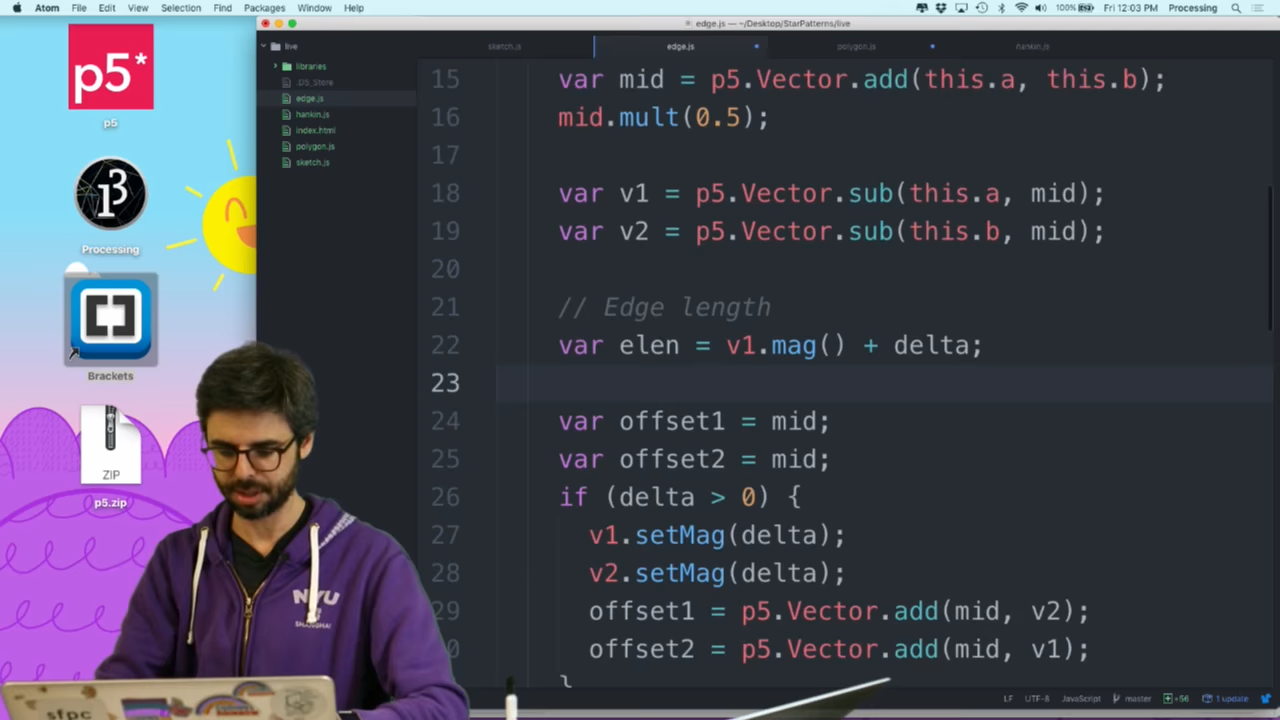 Atom File Edit View Selection Find Packages Window Help
100% Fri 12:03 PM Processing
edge.js — ~/Desktop/StarPatterns/live
live
sketch.js edge.js polygon.js hankin.js
libraries
.DS_Store
edge.js
hankin.js
index.html
polygon.js
sketch.js
p5*
p5
Processing
Brackets
ZIP
p5.zip
15 var mid = p5.Vector.add(this.a, this.b);
16 mid.mult(0.5);
17
18 var v1 = p5.Vector.sub(this.a, mid);
19 var v2 = p5.Vector.sub(this.b, mid);
20
21 // Edge length
22 var elen = v1.mag() + delta;
23
24 var offset1 = mid;
25 var offset2 = mid;
26 if (delta > 0) {
27 v1.setMag(delta);
28 v2.setMag(delta);
29 offset1 = p5.Vector.add(mid, v2);
0 offset2 = p5.Vector.add(mid, v1);
}
NYU
SHANGHAI
sfpc
LF UTF-8 JavaScript master +56 1 update